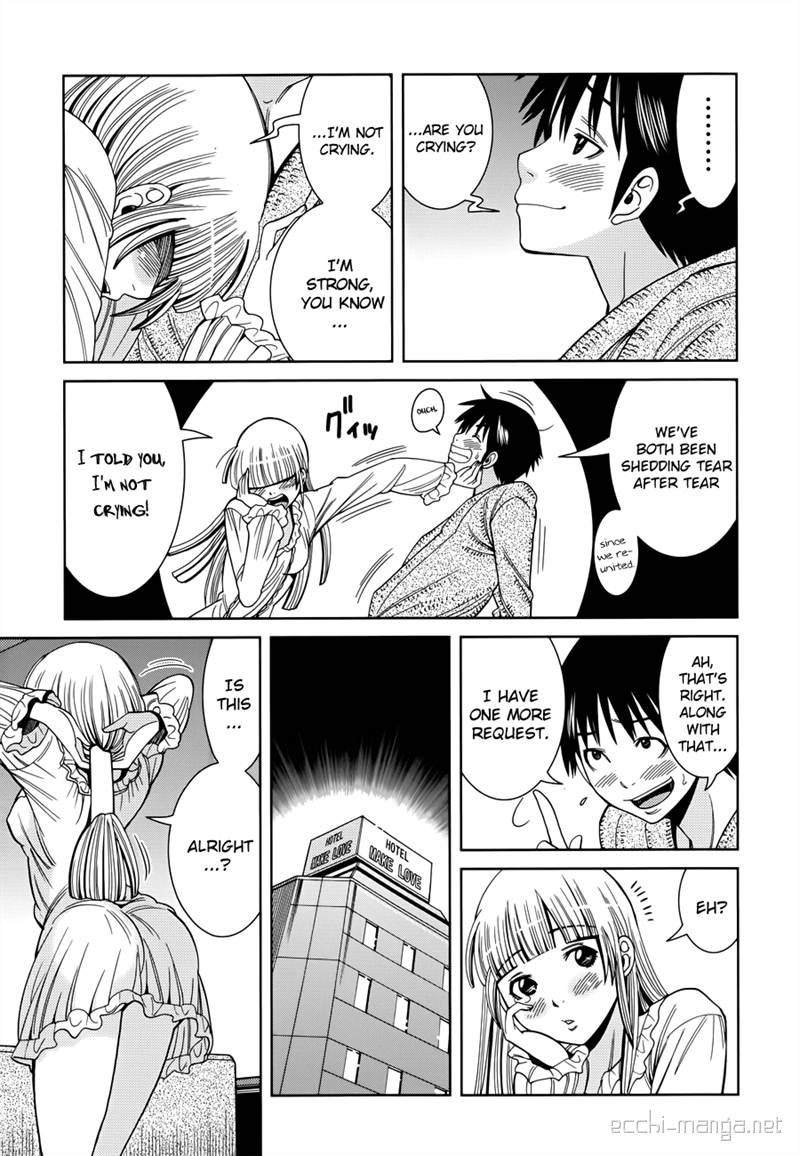 ........
...ARE YOU
CRYING?
...I'M NOT
CRYING.
I'M
STRONG,
YOU KNOW
...
WE'VE
BOTH BEEN
SHEDDING TEAR
AFTER TEAR
since
we re-
united.
OUCH.
グイッ
I TOLD YOU,
I'M NOT
CRYING!
AH,
THAT'S
RIGHT.
ALONG
WITH
THAT...
I HAVE
ONE MORE
REQUEST.
EH?
HOTEL
MAKE LOVE
HOTEL
MAKE LOVE
IS
THIS
...
ALRIGHT
...?
ecchi-manga.net